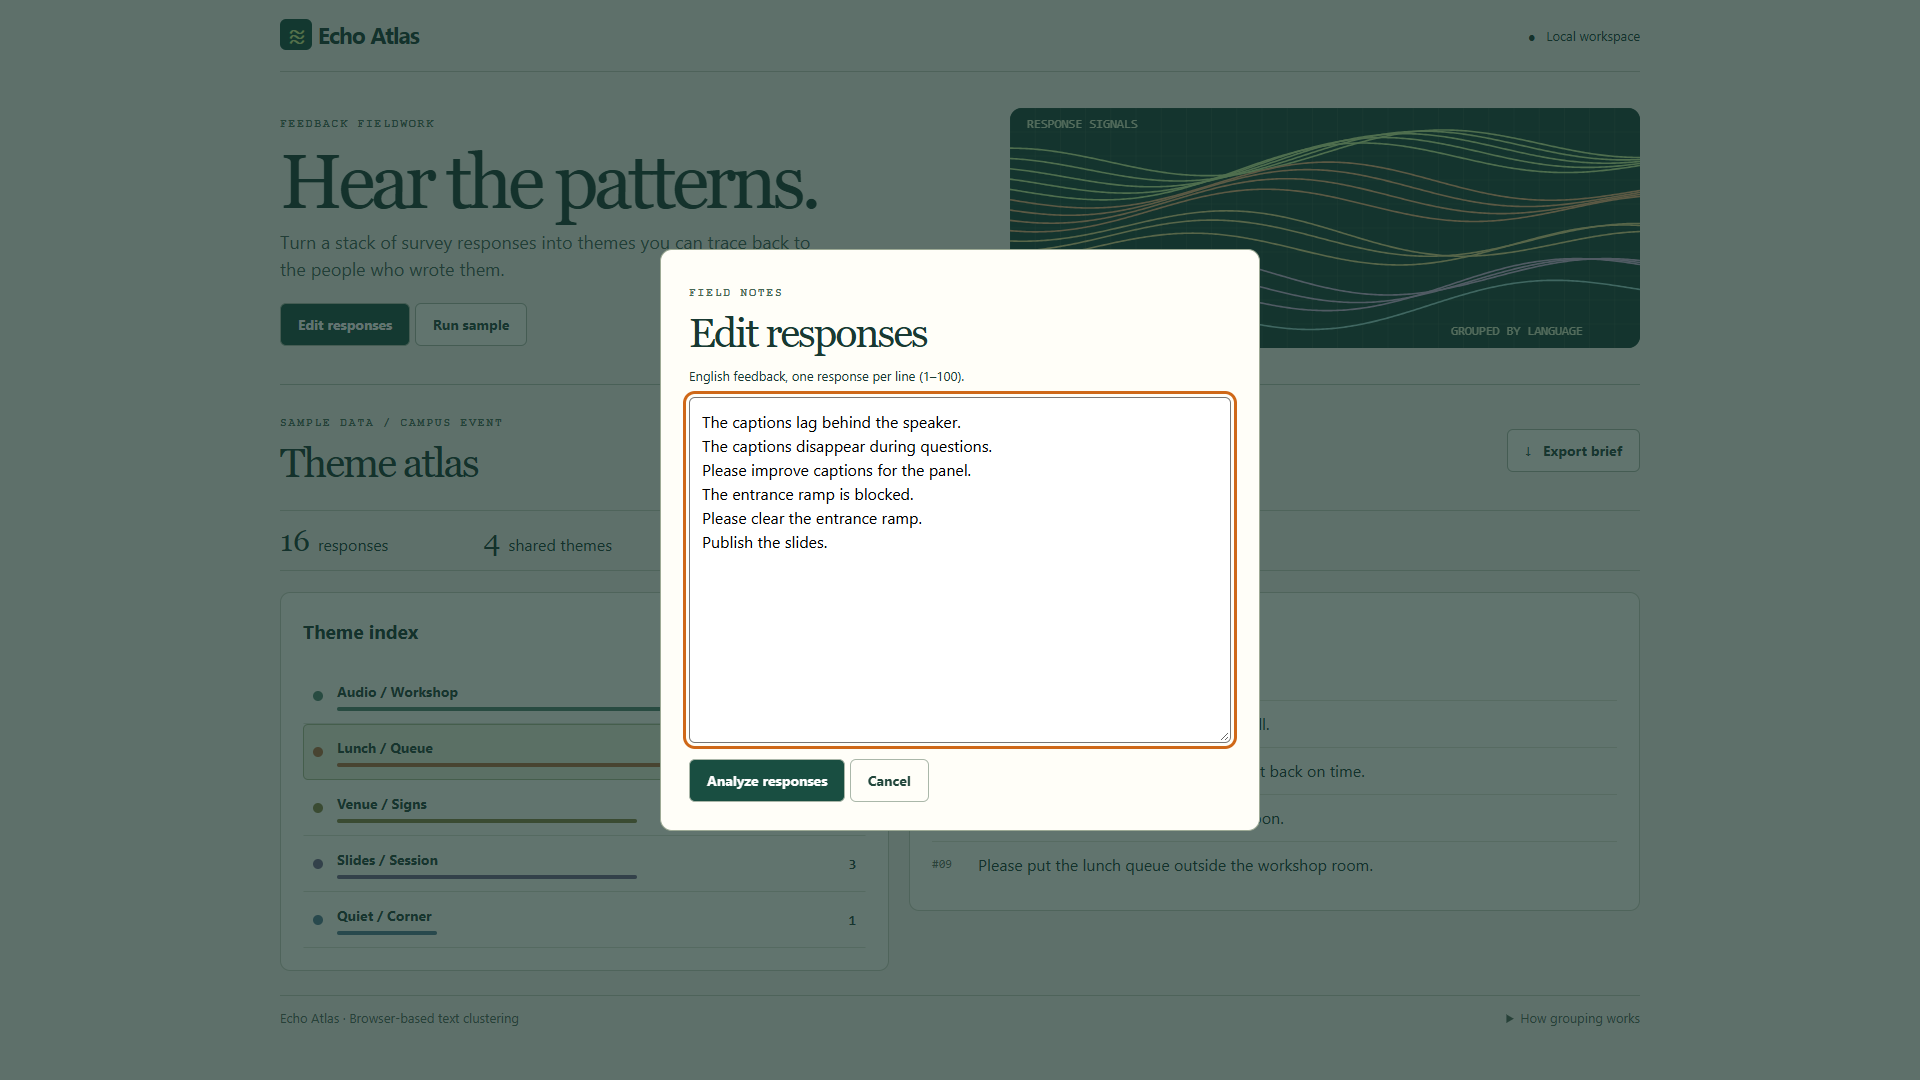 Echo Atlas
Local workspace
FEEDBACK FIELDWORK
Hear the patterns.
Turn a stack of survey responses into themes you can trace back to
the people who wrote them.
Edit responses
Run sample
RESPONSE SIGNALS
GROUPED BY LANGUAGE
FIELD NOTES
Edit responses
English feedback, one response per line (1–100).
The captions lag behind the speaker.
The captions disappear during questions.
Please improve captions for the panel.
The entrance ramp is blocked.
Please clear the entrance ramp.
Publish the slides.
Analyze responses
Cancel
SAMPLE DATA / CAMPUS EVENT
Theme atlas
↓ Export brief
16 responses
4 shared themes
Theme index
Audio / Workshop
Lunch / Queue
Venue / Signs
Slides / Session
3
Quiet / Corner
1
t back on time.
#09 Please put the lunch queue outside the workshop room.
Echo Atlas · Browser-based text clustering
▶ How grouping works